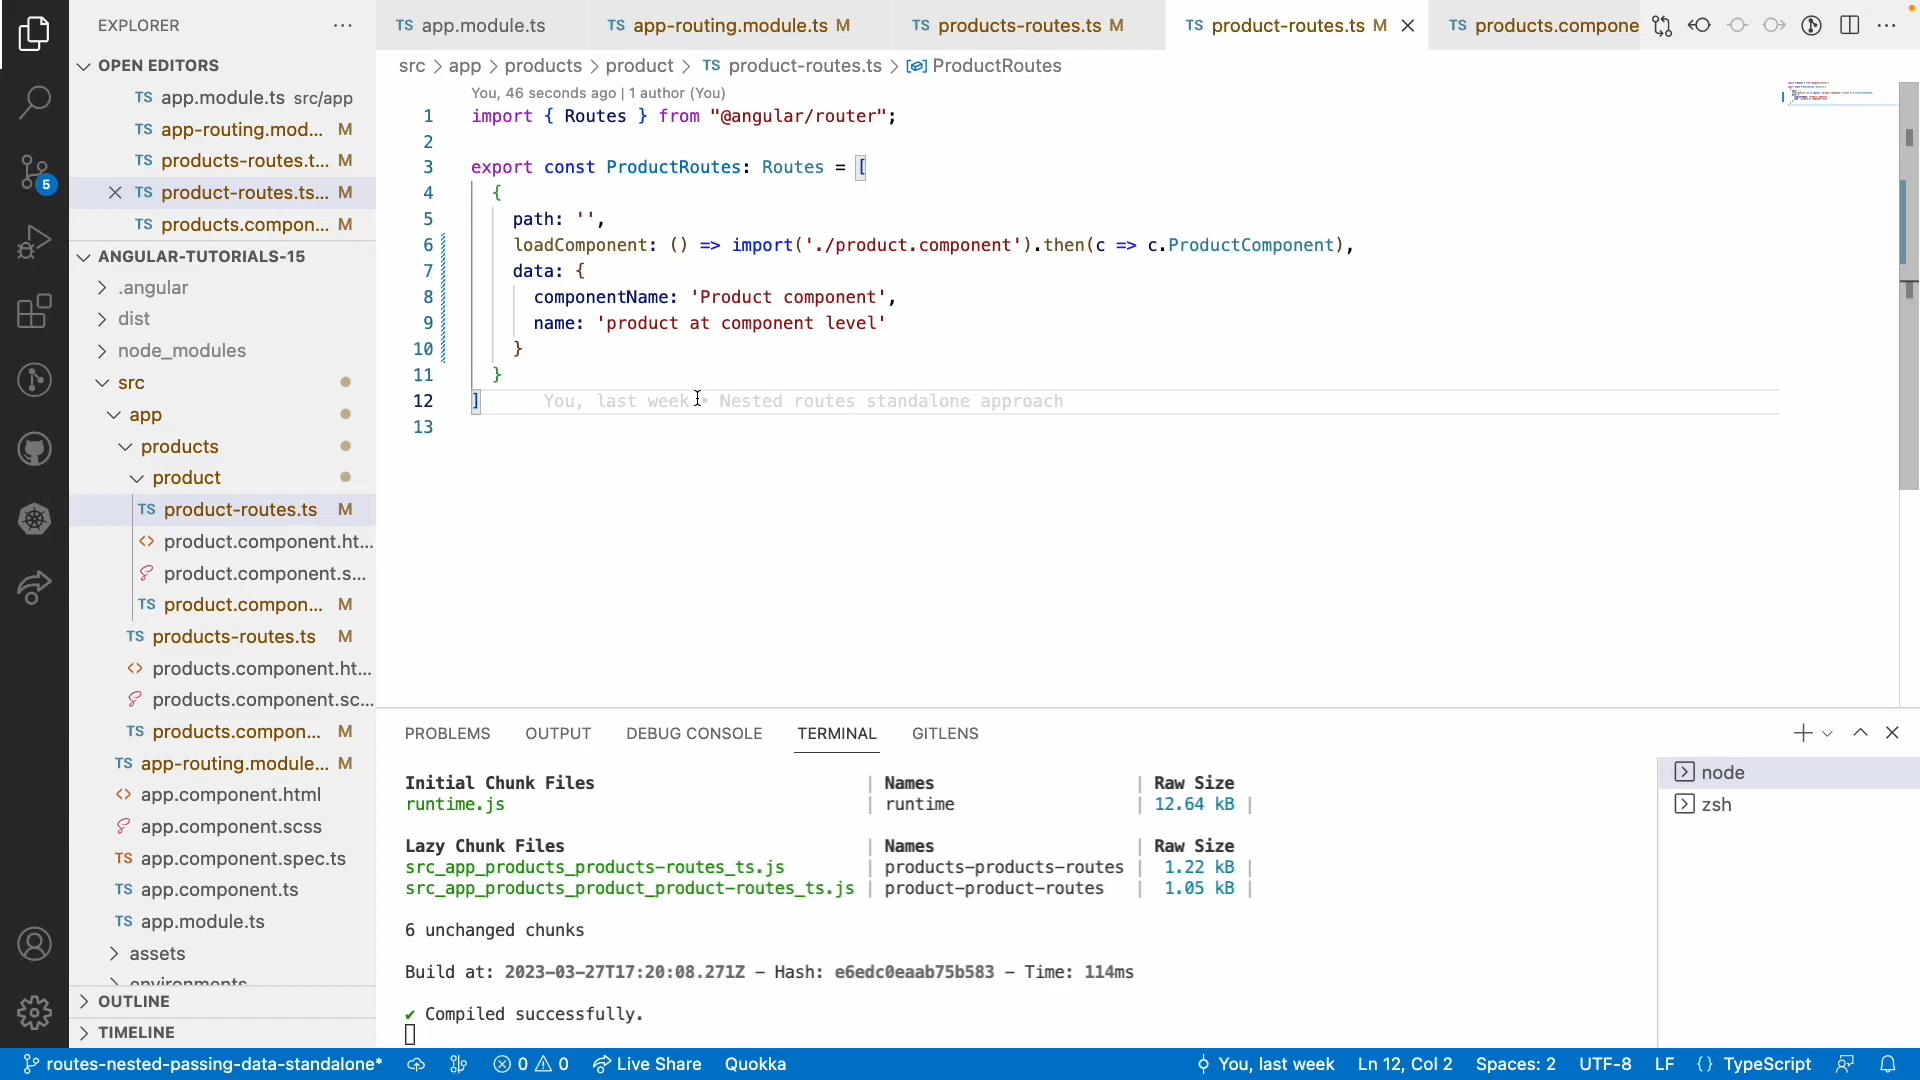 EXPLORER
OPEN EDITORS
TS app.module.ts src/app
TS app-routing.mod... M
TS products-routes.t... M
TS product-routes.ts... M
TS products.compon... M
ANGULAR-TUTORIALS-15
.angular
dist
node_modules
src
app
products
product
TS product-routes.ts M
<> product.component.ht...
product.component.s...
TS product.compon... M
TS products-routes.ts M
<> products.component.ht...
products.component.sc...
TS products.compon... M
TS app-routing.module... M
<> app.component.html
app.component.scss
TS app.component.spec.ts
TS app.component.ts
TS app.module.ts
assets
environments
OUTLINE
TIMELINE
5
TS app.module.ts
TS app-routing.module.ts M
TS products-routes.ts M
TS product-routes.ts M
TS products.compone
src > app > products > product > TS product-routes.ts > ProductRoutes
You, 46 seconds ago | 1 author (You)
1 import { Routes } from "@angular/router";
2
3 export const ProductRoutes: Routes = [
4 {
5 path: '',
6 loadComponent: () => import('./product.component').then(c => c.ProductComponent),
7 data: {
8 componentName: 'Product component',
9 name: 'product at component level'
10 }
11 }
12 ] You, last week • Nested routes standalone approach
13
PROBLEMS OUTPUT DEBUG CONSOLE TERMINAL GITLENS
Initial Chunk Files | Names | Raw Size
runtime.js | runtime | 12.64 kB |
Lazy Chunk Files | Names | Raw Size
src_app_products_products-routes_ts.js | products-products-routes | 1.22 kB |
src_app_products_product_product-routes_ts.js | product-product-routes | 1.05 kB |
6 unchanged chunks
Build at: 2023-03-27T17:20:08.271Z - Hash: e6edc0eaab75b583 - Time: 114ms
✔ Compiled successfully.
node
zsh
routes-nested-passing-data-standalone* 0 0 Live Share Quokka You, last week Ln 12, Col 2 Spaces: 2 UTF-8 LF {} TypeScript